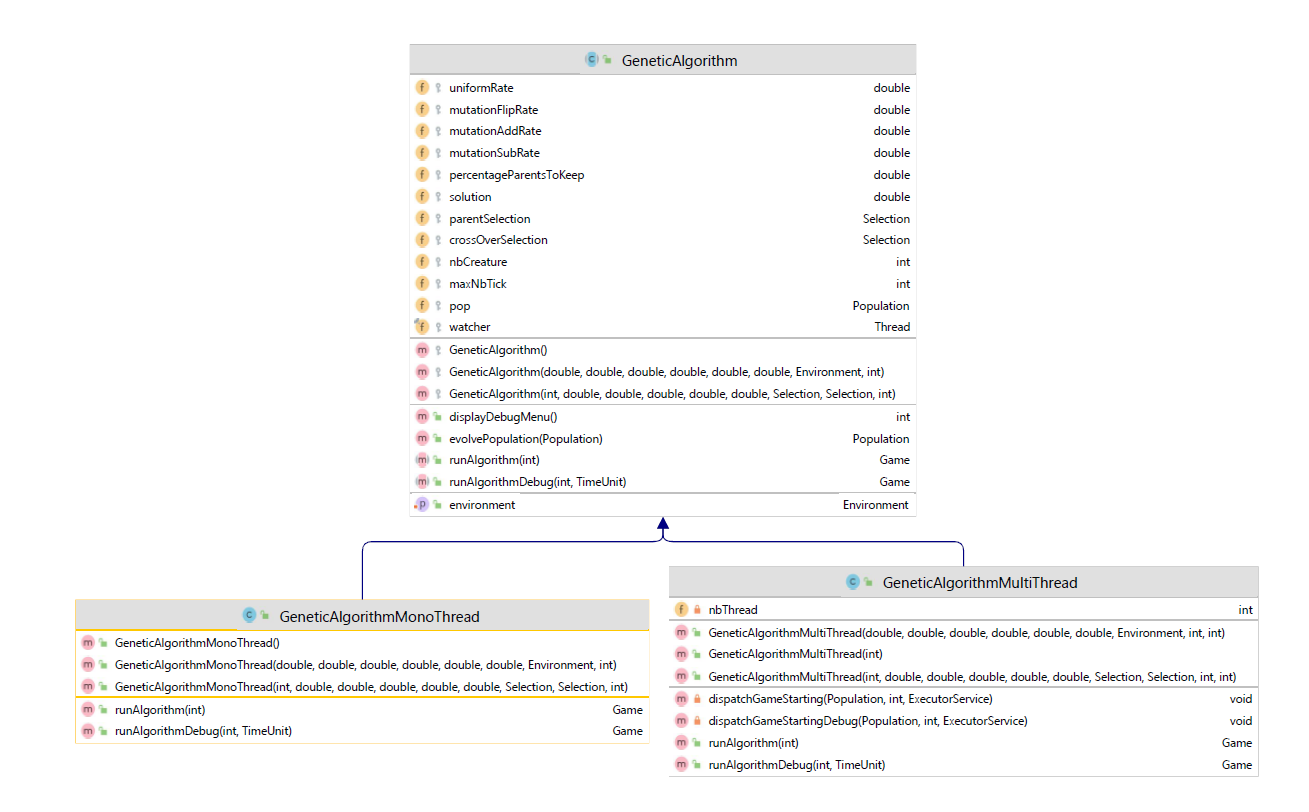 GeneticAlgorithm
uniformRate double
mutationFlipRate double
mutationAddRate double
mutationSubRate double
percentageParentsToKeep double
solution double
parentSelection Selection
crossOverSelection Selection
nbCreature int
maxNbTick int
pop Population
watcher Thread
GeneticAlgorithm()
GeneticAlgorithm(double, double, double, double, double, double, Environment, int)
GeneticAlgorithm(int, double, double, double, double, double, Selection, Selection, int)
displayDebugMenu() int
evolvePopulation(Population) Population
runAlgorithm(int) Game
runAlgorithmDebug(int, TimeUnit) Game
environment Environment
GeneticAlgorithmMonoThread
GeneticAlgorithmMonoThread()
GeneticAlgorithmMonoThread(double, double, double, double, double, double, Environment, int)
GeneticAlgorithmMonoThread(int, double, double, double, double, double, Selection, Selection, int)
runAlgorithm(int) Game
runAlgorithmDebug(int, TimeUnit) Game
GeneticAlgorithmMultiThread
nbThread int
GeneticAlgorithmMultiThread(double, double, double, double, double, double, Environment, int, int)
GeneticAlgorithmMultiThread(int)
GeneticAlgorithmMultiThread(int, double, double, double, double, double, Selection, Selection, int, int)
dispatchGameStarting(Population, int, ExecutorService) void
dispatchGameStartingDebug(Population, int, ExecutorService) void
runAlgorithm(int) Game
runAlgorithmDebug(int, TimeUnit) Game